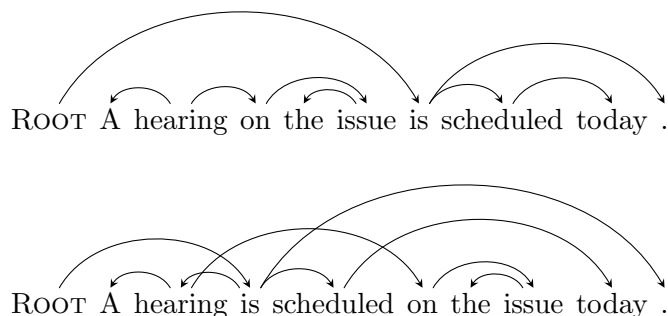 ROOT A hearing on the issue is scheduled today .
ROOT A hearing is scheduled on the issue today .